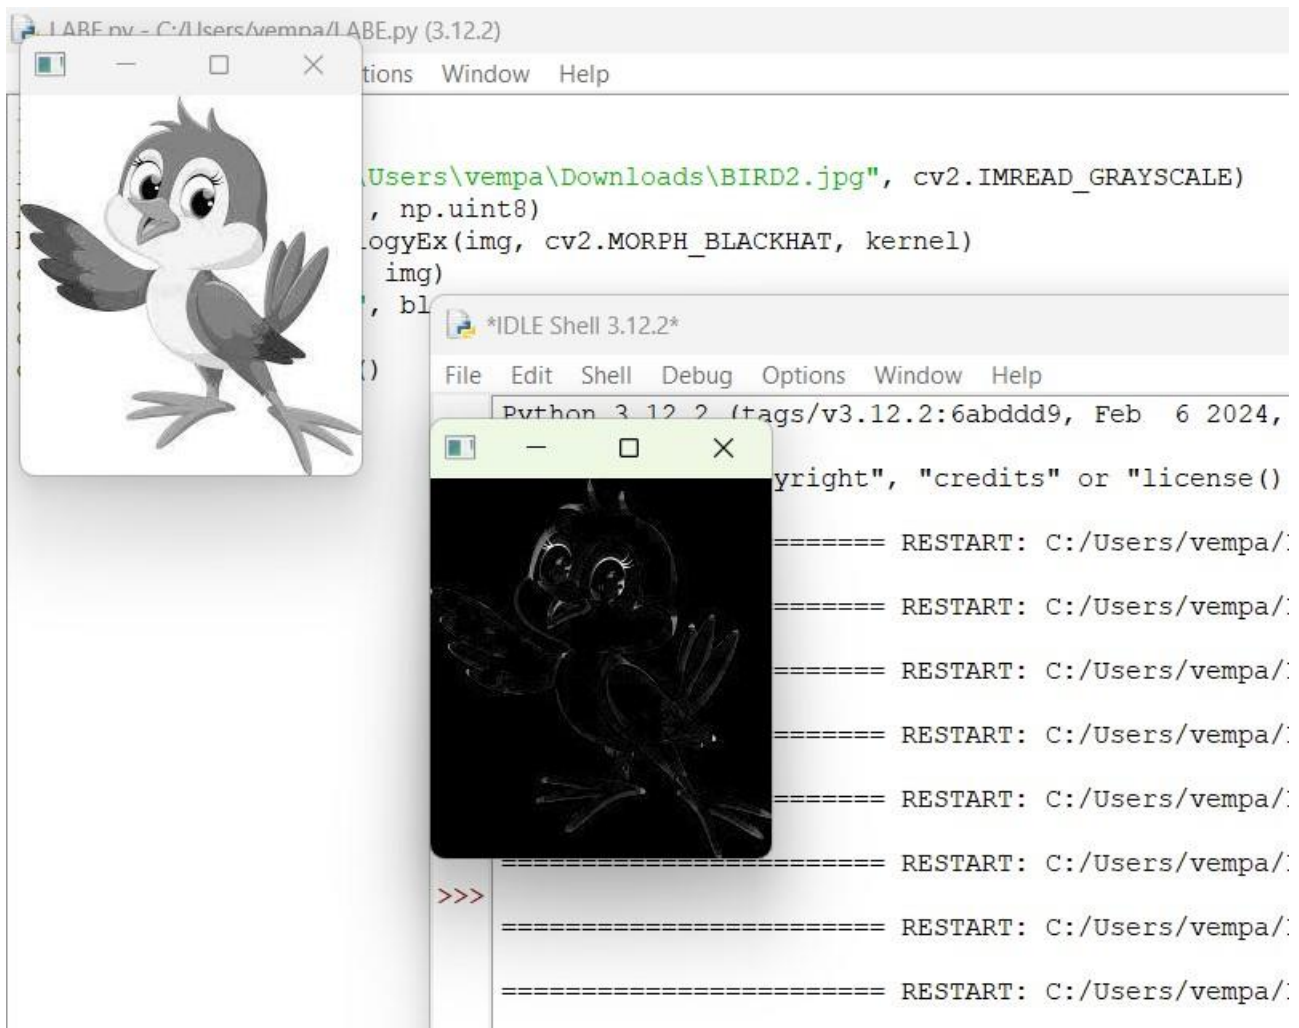 LABE.py - C:/Users/vempa/LABE.py (3.12.2)
tions Window Help
\Users\vempa\Downloads\BIRD2.jpg", cv2.IMREAD_GRAYSCALE)
, np.uint8)
logyEx(img, cv2.MORPH_BLACKHAT, kernel)
img)
", bl
()
*IDLE Shell 3.12.2*
File Edit Shell Debug Options Window Help
Python 3.12.2 (tags/v3.12.2:6abddd9, Feb 6 2024,
yright", "credits" or "license()
======= RESTART: C:/Users/vempa/
======= RESTART: C:/Users/vempa/
======= RESTART: C:/Users/vempa/
======= RESTART: C:/Users/vempa/
======= RESTART: C:/Users/vempa/
======================== RESTART: C:/Users/vempa/
>>>
======================== RESTART: C:/Users/vempa/
======================== RESTART: C:/Users/vempa/